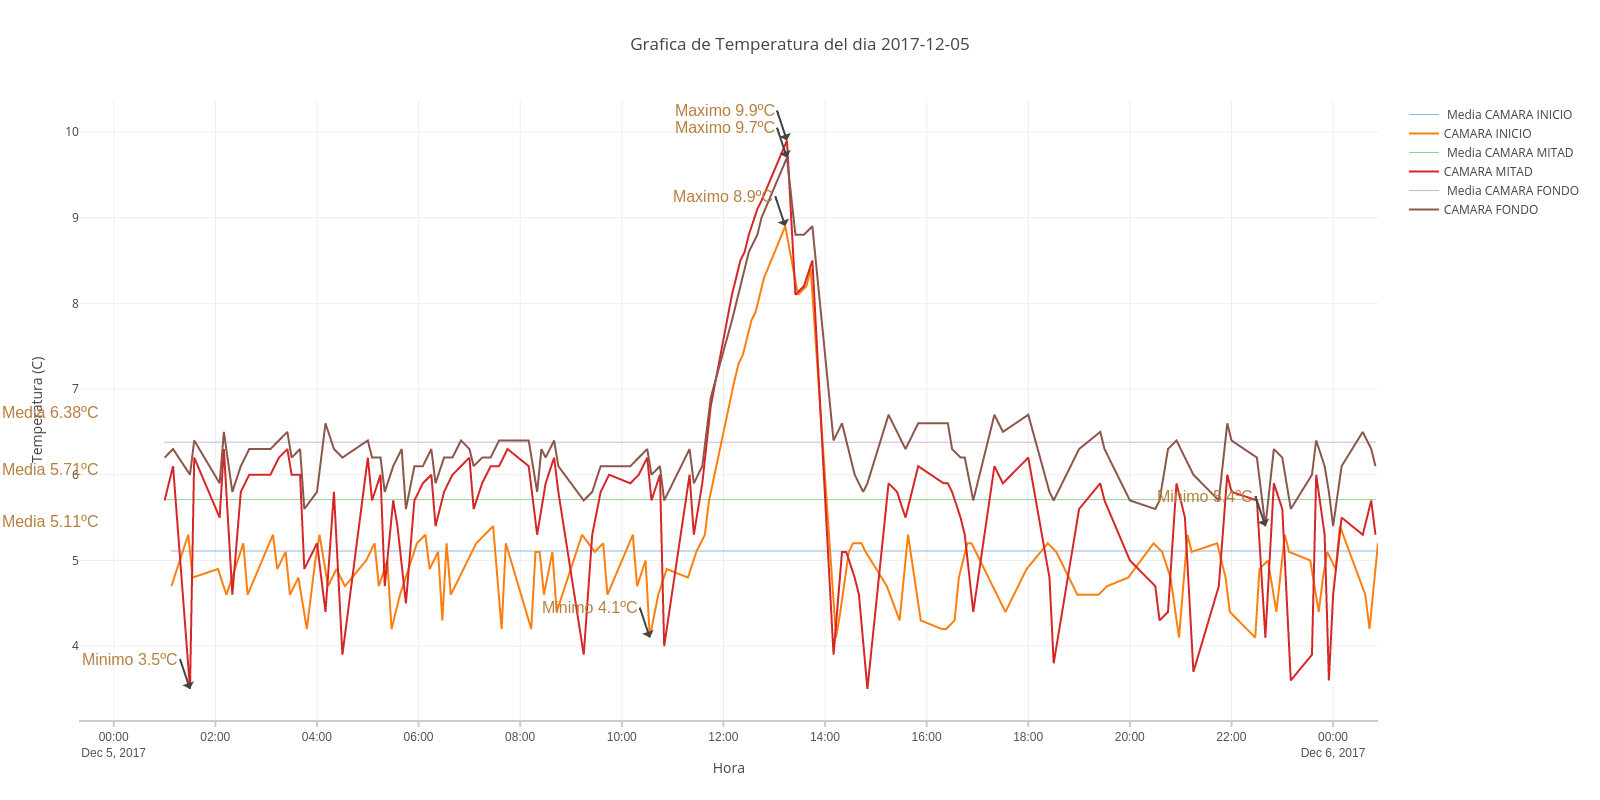 Grafica de Temperatura del dia 2017-12-05
Maximo 9.9ºC
Maximo 9.7ºC
Maximo 8.9ºC
Media 6.38ºC
Media 5.71ºC
Media 5.11ºC
Minimo 5.4ºC
Minimo 4.1ºC
Minimo 3.5ºC
Temperatura (C)
10
9
8
7
6
5
4
00:00
Dec 5, 2017
02:00
04:00
06:00
08:00
10:00
12:00
14:00
16:00
18:00
20:00
22:00
00:00
Dec 6, 2017
Hora
Media CAMARA INICIO
CAMARA INICIO
Media CAMARA MITAD
CAMARA MITAD
Media CAMARA FONDO
CAMARA FONDO